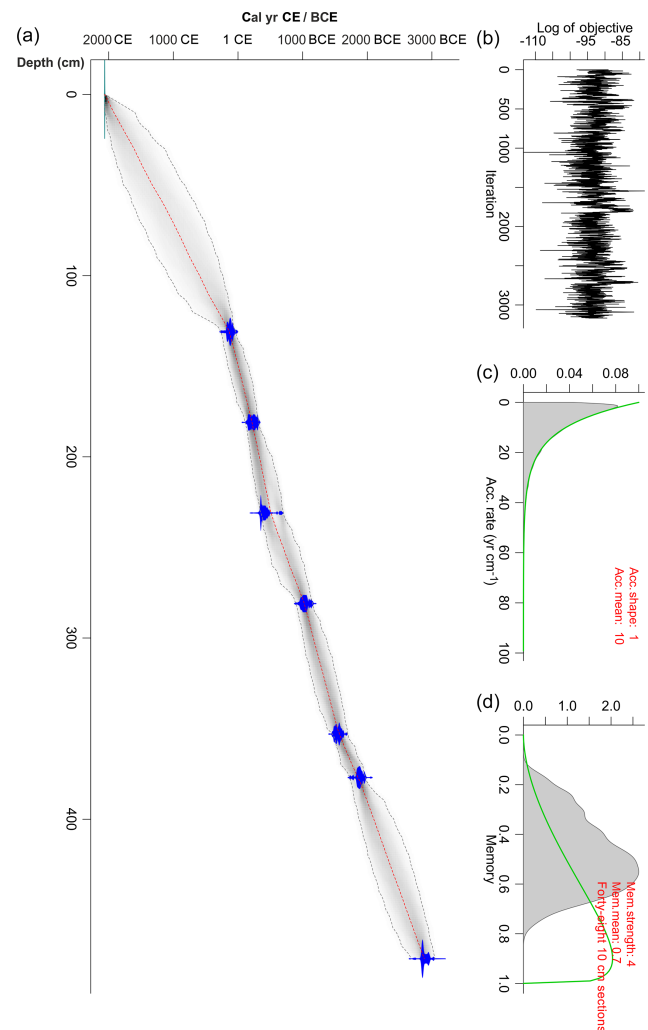 Cal yr CE / BCE
(a)
2000 CE 1000 CE 1 CE 1000 BCE 2000 BCE 3000 BCE
Depth (cm)
0
100
200
300
400
(b)
Log of objective
-110 -95 -85
0
500
1000
2000
3000
Iteration
(c)
0.00 0.04 0.08
0
20
40
60
80
100
Acc. rate (yr cm-1)
Acc.shape: 1
Acc.mean: 10
(d)
0.0 1.0 2.0
0.0
0.2
0.4
0.6
0.8
1.0
Memory
Mem.strength: 4
Mem.mean: 0.7
Forty-eight 10 cm sections